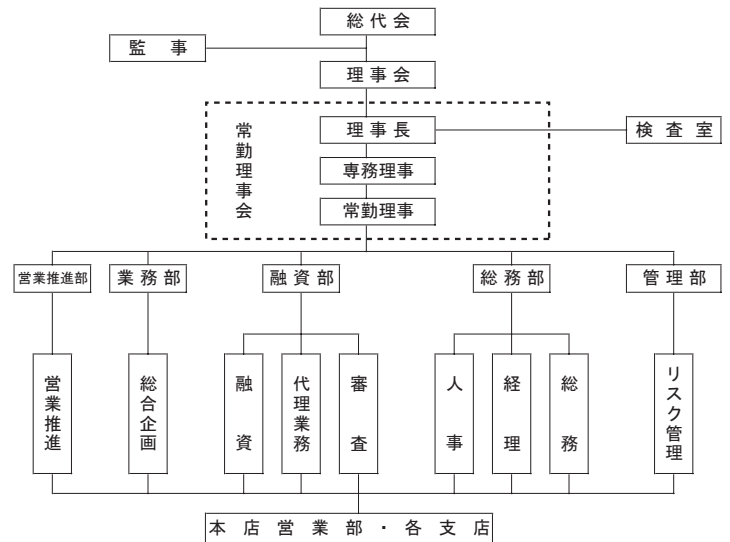 総代会
監事
理事会
常勤理事会
理事長
検査室
専務理事
常勤理事
営業推進部
業務部
融資部
総務部
管理部
営業推進
総合企画
融資
代理業務
審査
人事
経理
総務
リスク管理
本店営業部・各支店